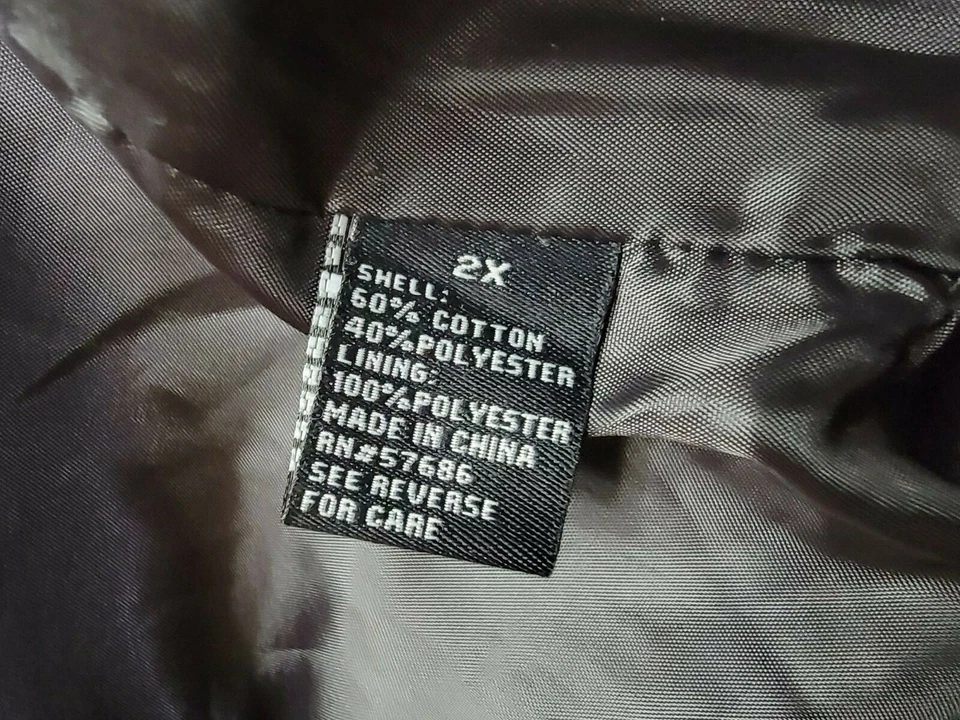 2X
SHELL:
60% COTTON
40%POLYESTER
LINING:
100%POLYESTER
MADE IN CHINA
RN#57686
SEE REVERSE
FOR CARE